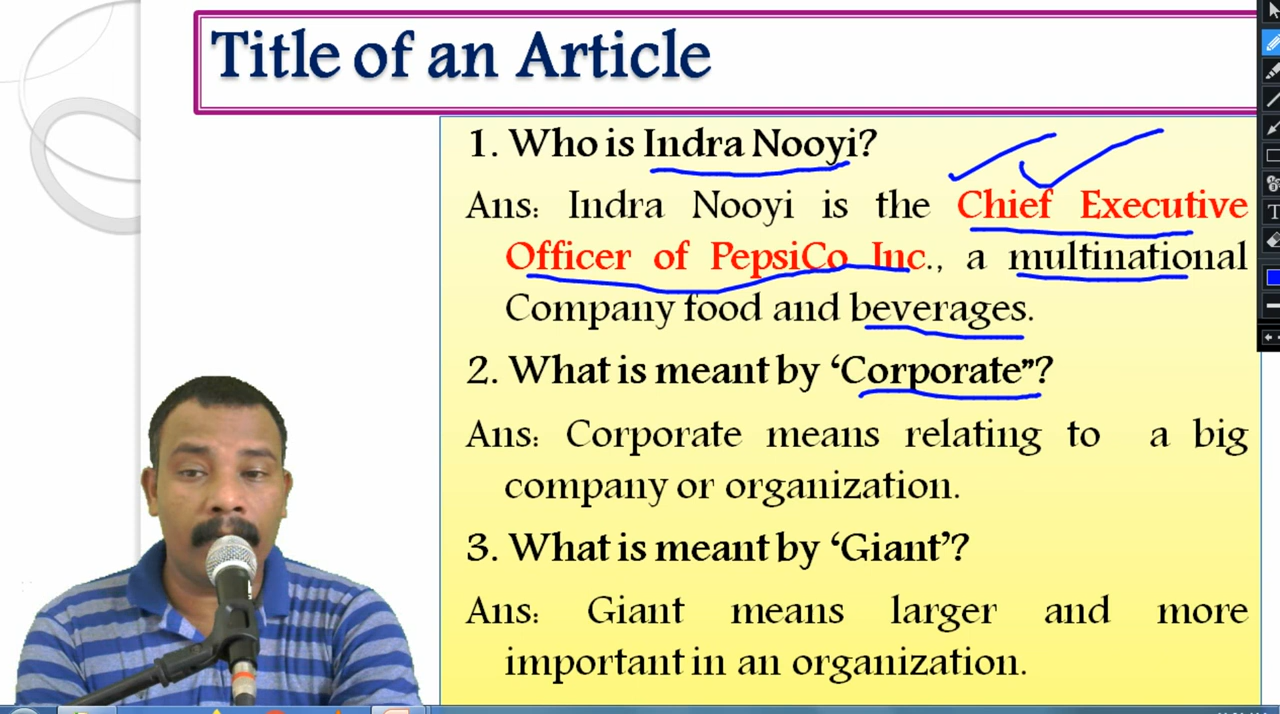 Title of an Article
1. Who is Indra Nooyi?
Ans: Indra Nooyi is the Chief Executive
Officer of PepsiCo Inc., a multinational
Company food and beverages.
2. What is meant by ‘Corporate”?
Ans: Corporate means relating to a big
company or organization.
3. What is meant by ‘Giant’?
Ans: Giant means larger and more
important in an organization.